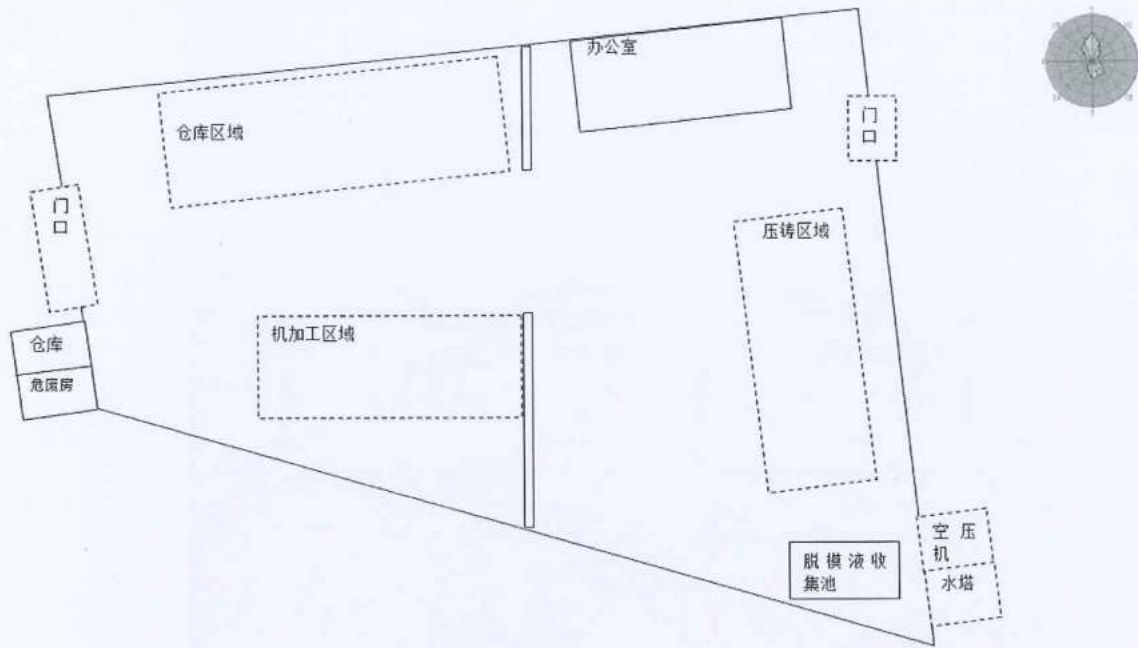 办公室
仓库区域
门
口
门
口
压铸区域
机加工区域
仓库
危固房
空 压
机
脱 模 液 收
集池
水塔